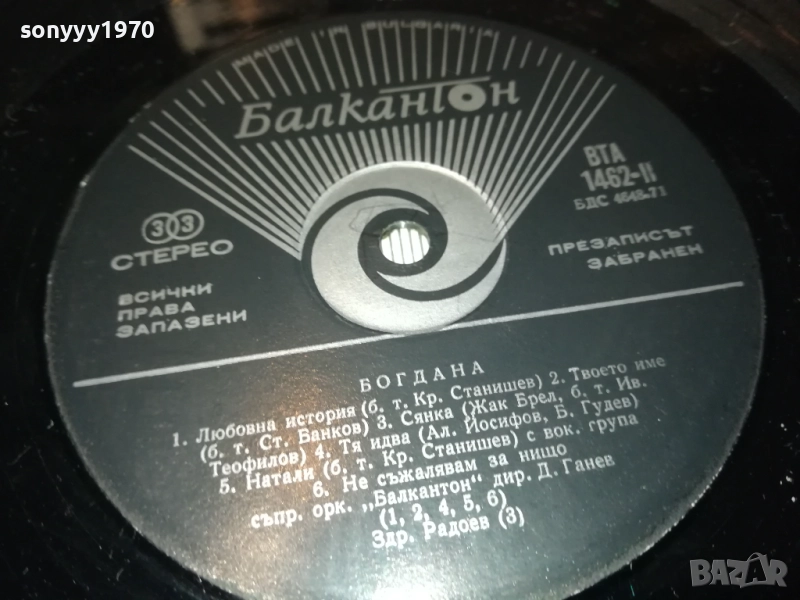 sonyyy1970
MADE IN BULGARIA
Балкантон
ВТА
1462-II
БДС 4648-71
33
СТЕРЕО
ВСИЧКИ
ПРАВА
ЗАПАЗЕНИ
ПРЕЗАПИСЪТ
ЗАБРАНЕН
БОГДАНА
1. Любовна история (б. т. Кр. Станишев) 2. Твоето име
(б. т. Ст. Банков) 3. Сянка (Жак Брел, б. т. Ив.
Теофилов) 4. Тя идва (Ал. Иосифов, Б. Гудев)
5. Натали (б. т. Кр. Станишев) с вок. група
6. Не съжалявам за нищо
съпр. орк. „Балкантон" дир. Д. Ганев
(1, 2, 4, 5, 6)
Здр. Радоев (3)
BAZAR